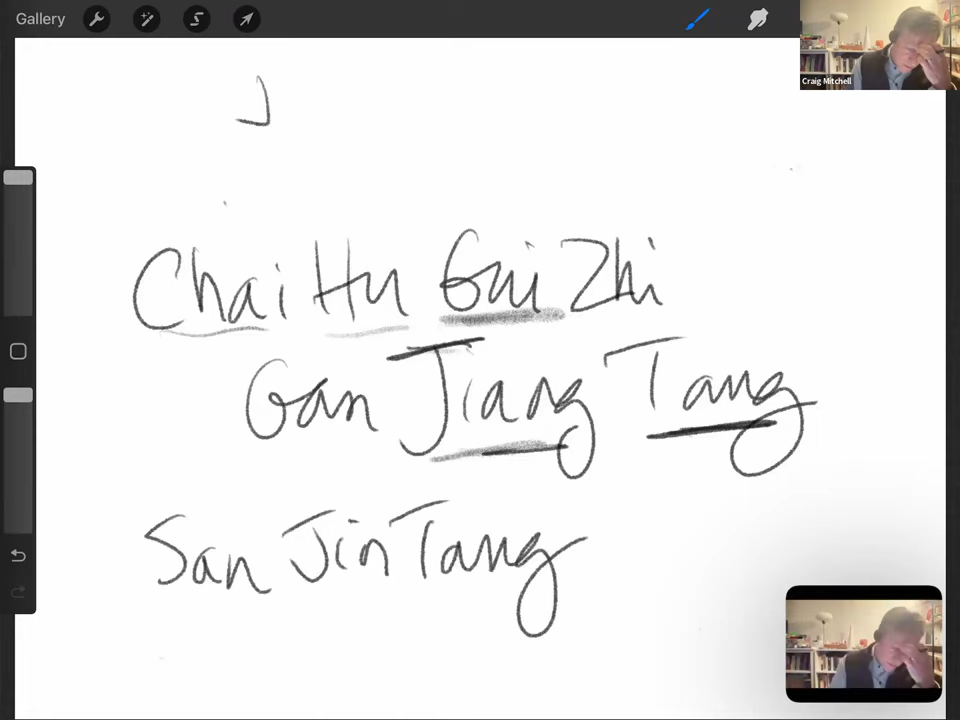 Gallery
Craig Mitchell
J
Chai Hu Gui Zhi
Gan Jiang Tang
San Jin Tang